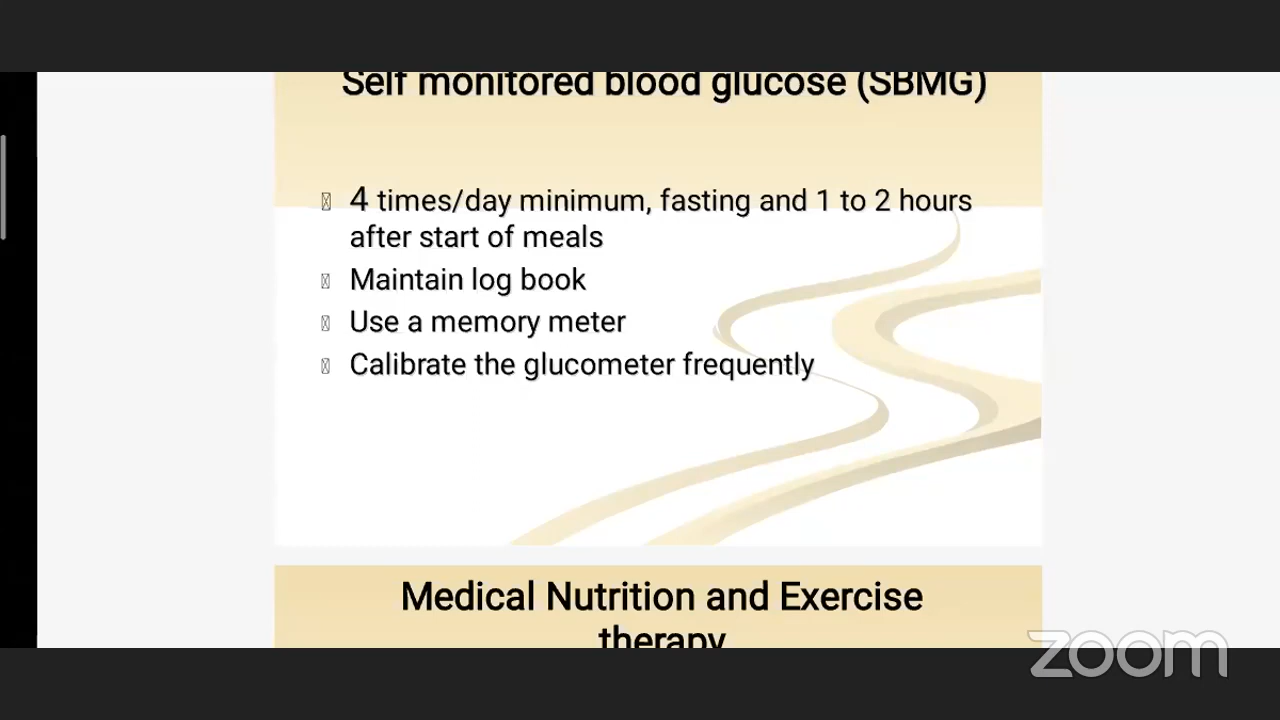 Self monitored blood glucose (SBMG)
4 times/day minimum, fasting and 1 to 2 hours
after start of meals
Maintain log book
Use a memory meter
Calibrate the glucometer frequently
Medical Nutrition and Exercise
therapy
zoom